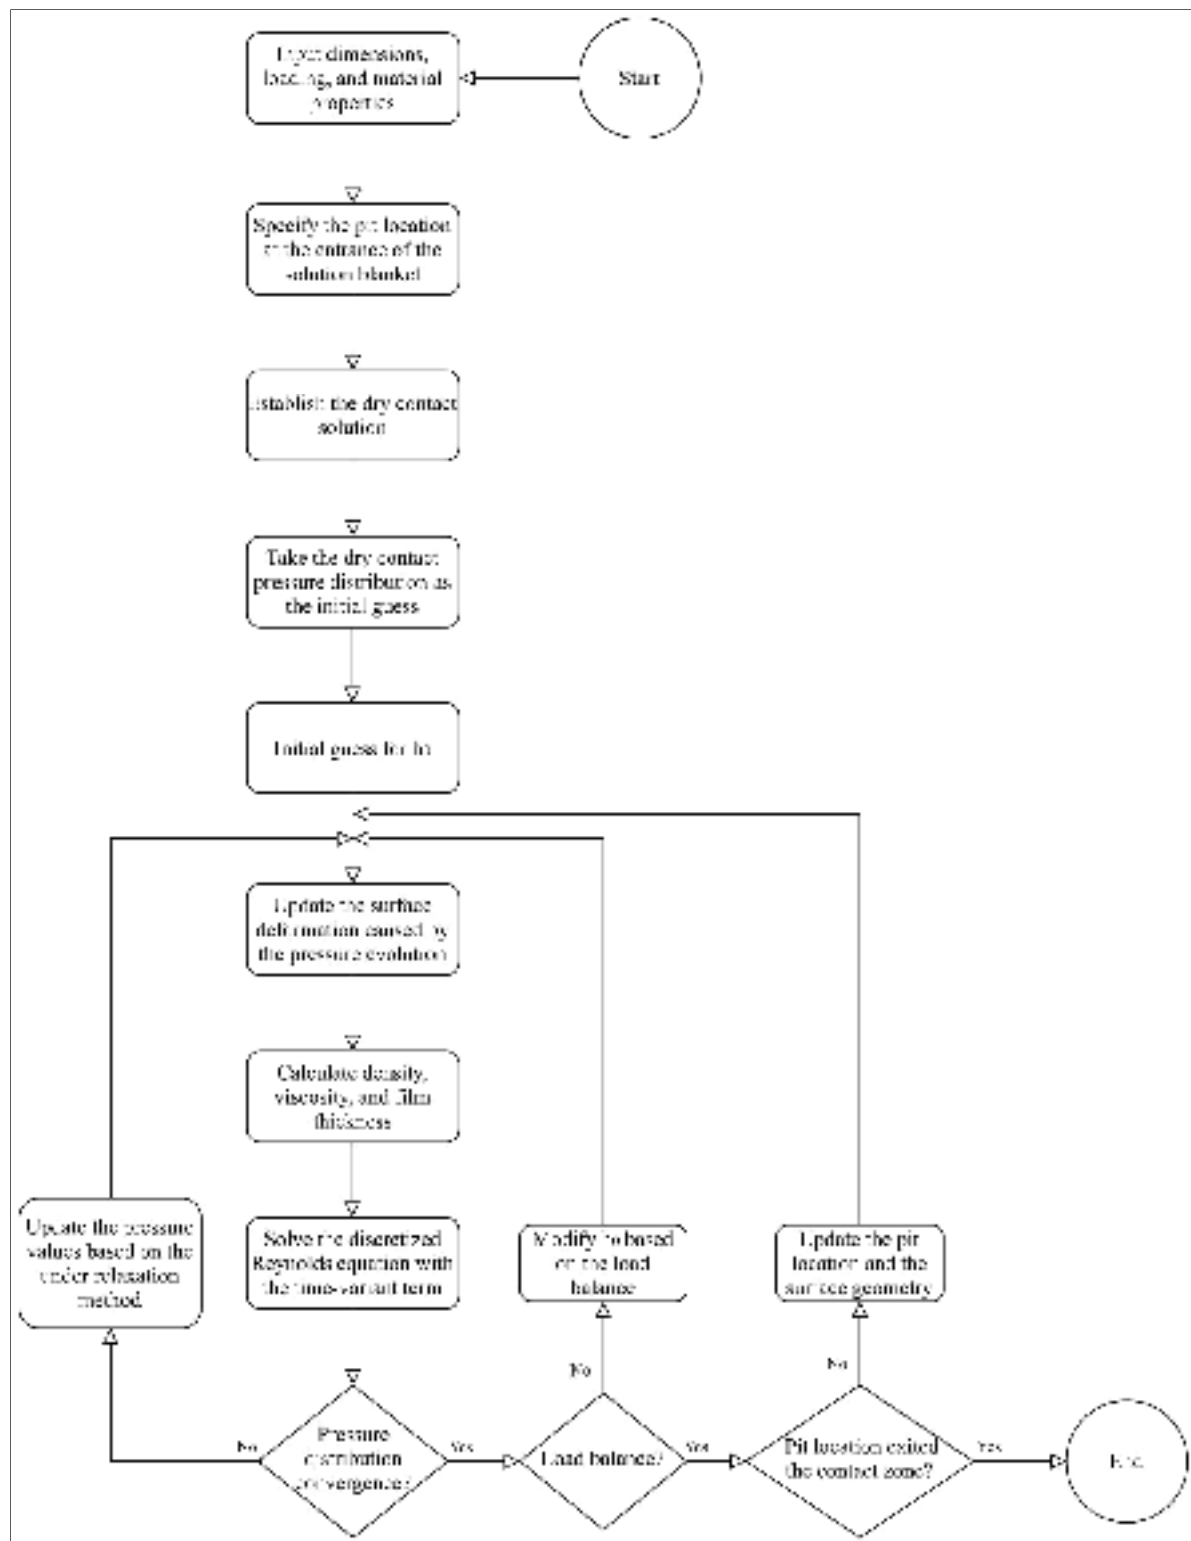 Input dimensions,
loading, and material
properties
Start
Specify the pit location
at the entrance of the
solution blanket
Establish the dry contact
solution
Take the dry contact
pressure distribution as
the initial guess
Initial guess for
Update the surface
deformation caused by
the pressure evolution
Calculate density,
viscosity, and film
thickness
Update the pressure
values based on the
under relaxation
method
Solve the discretized
Reynolds equation with
the time-variant term
Modify ho based
on the load
balance
Update the pit
location and the
surface geometry
No
No
No
Pressure
distribution
convergence?
Yes
Load balance?
Yes
Pit location exited
the contact zone?
Yes
End